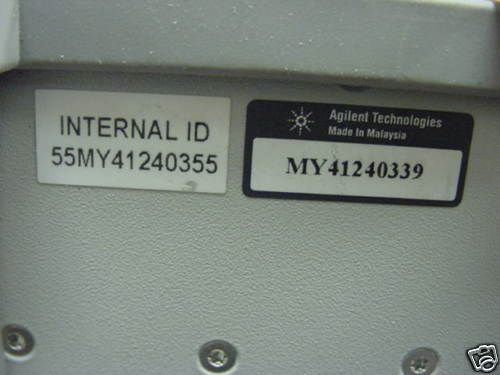 INTERNAL ID
55MY41240355
Agilent Technologies
Made In Malaysia
MY41240339